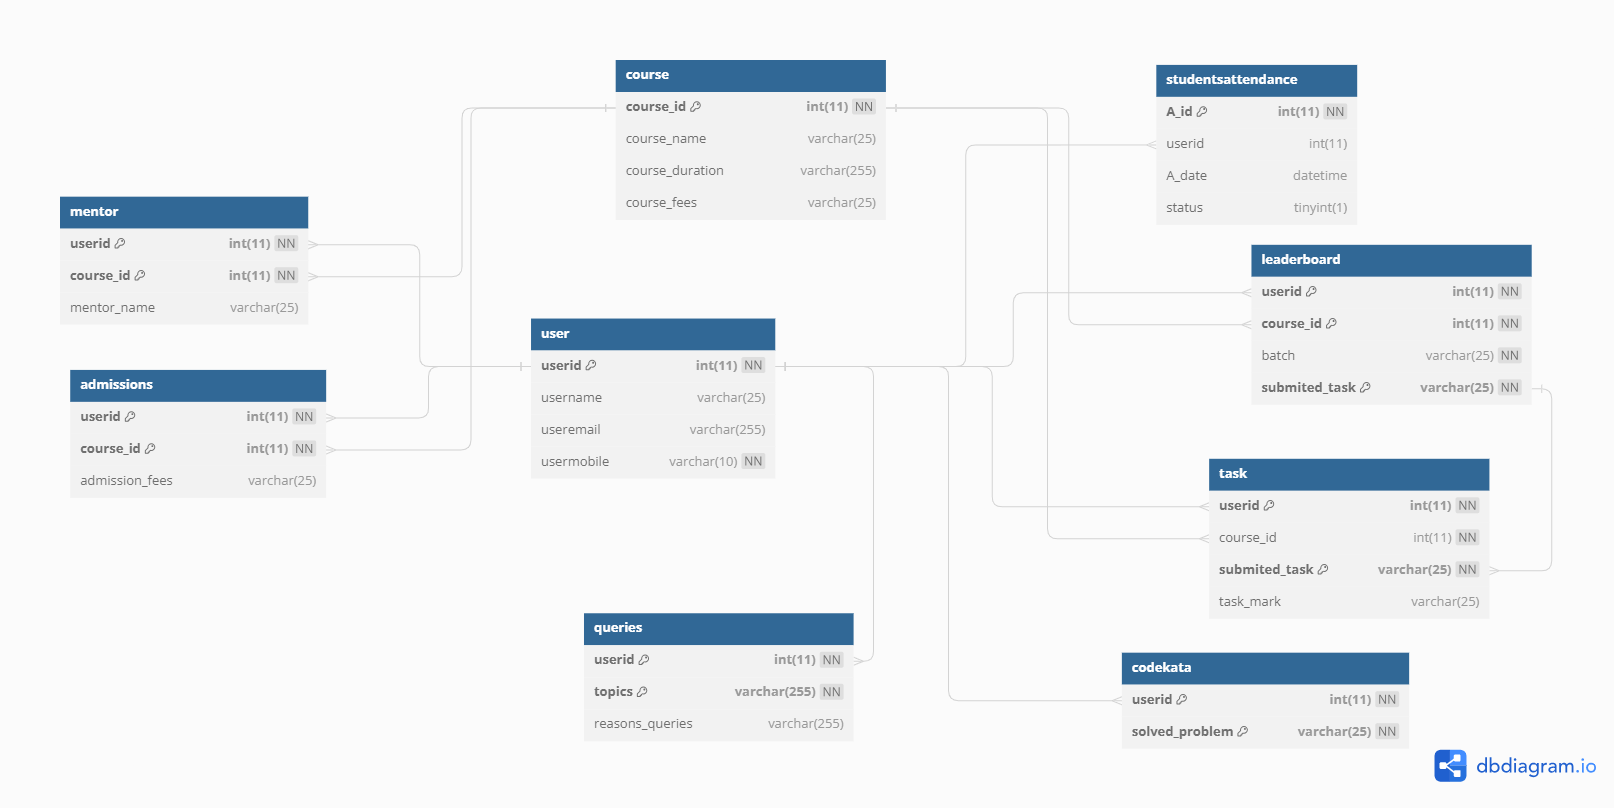 course
course_id int(11) NN
course_name varchar(25)
course_duration varchar(255)
course_fees varchar(25)
studentsattendance
A_id int(11) NN
userid int(11)
A_date datetime
status tinyint(1)
mentor
userid int(11) NN
course_id int(11) NN
mentor_name varchar(25)
leaderboard
userid int(11) NN
course_id int(11) NN
batch varchar(25) NN
submited_task varchar(25) NN
user
userid int(11) NN
username varchar(25)
useremail varchar(255)
usermobile varchar(10) NN
admissions
userid int(11) NN
course_id int(11) NN
admission_fees varchar(25)
task
userid int(11) NN
course_id int(11) NN
submited_task varchar(25) NN
task_mark varchar(25)
queries
userid int(11) NN
topics varchar(255) NN
reasons_queries varchar(255)
codekata
userid int(11) NN
solved_problem varchar(25) NN
dbdiagram.io